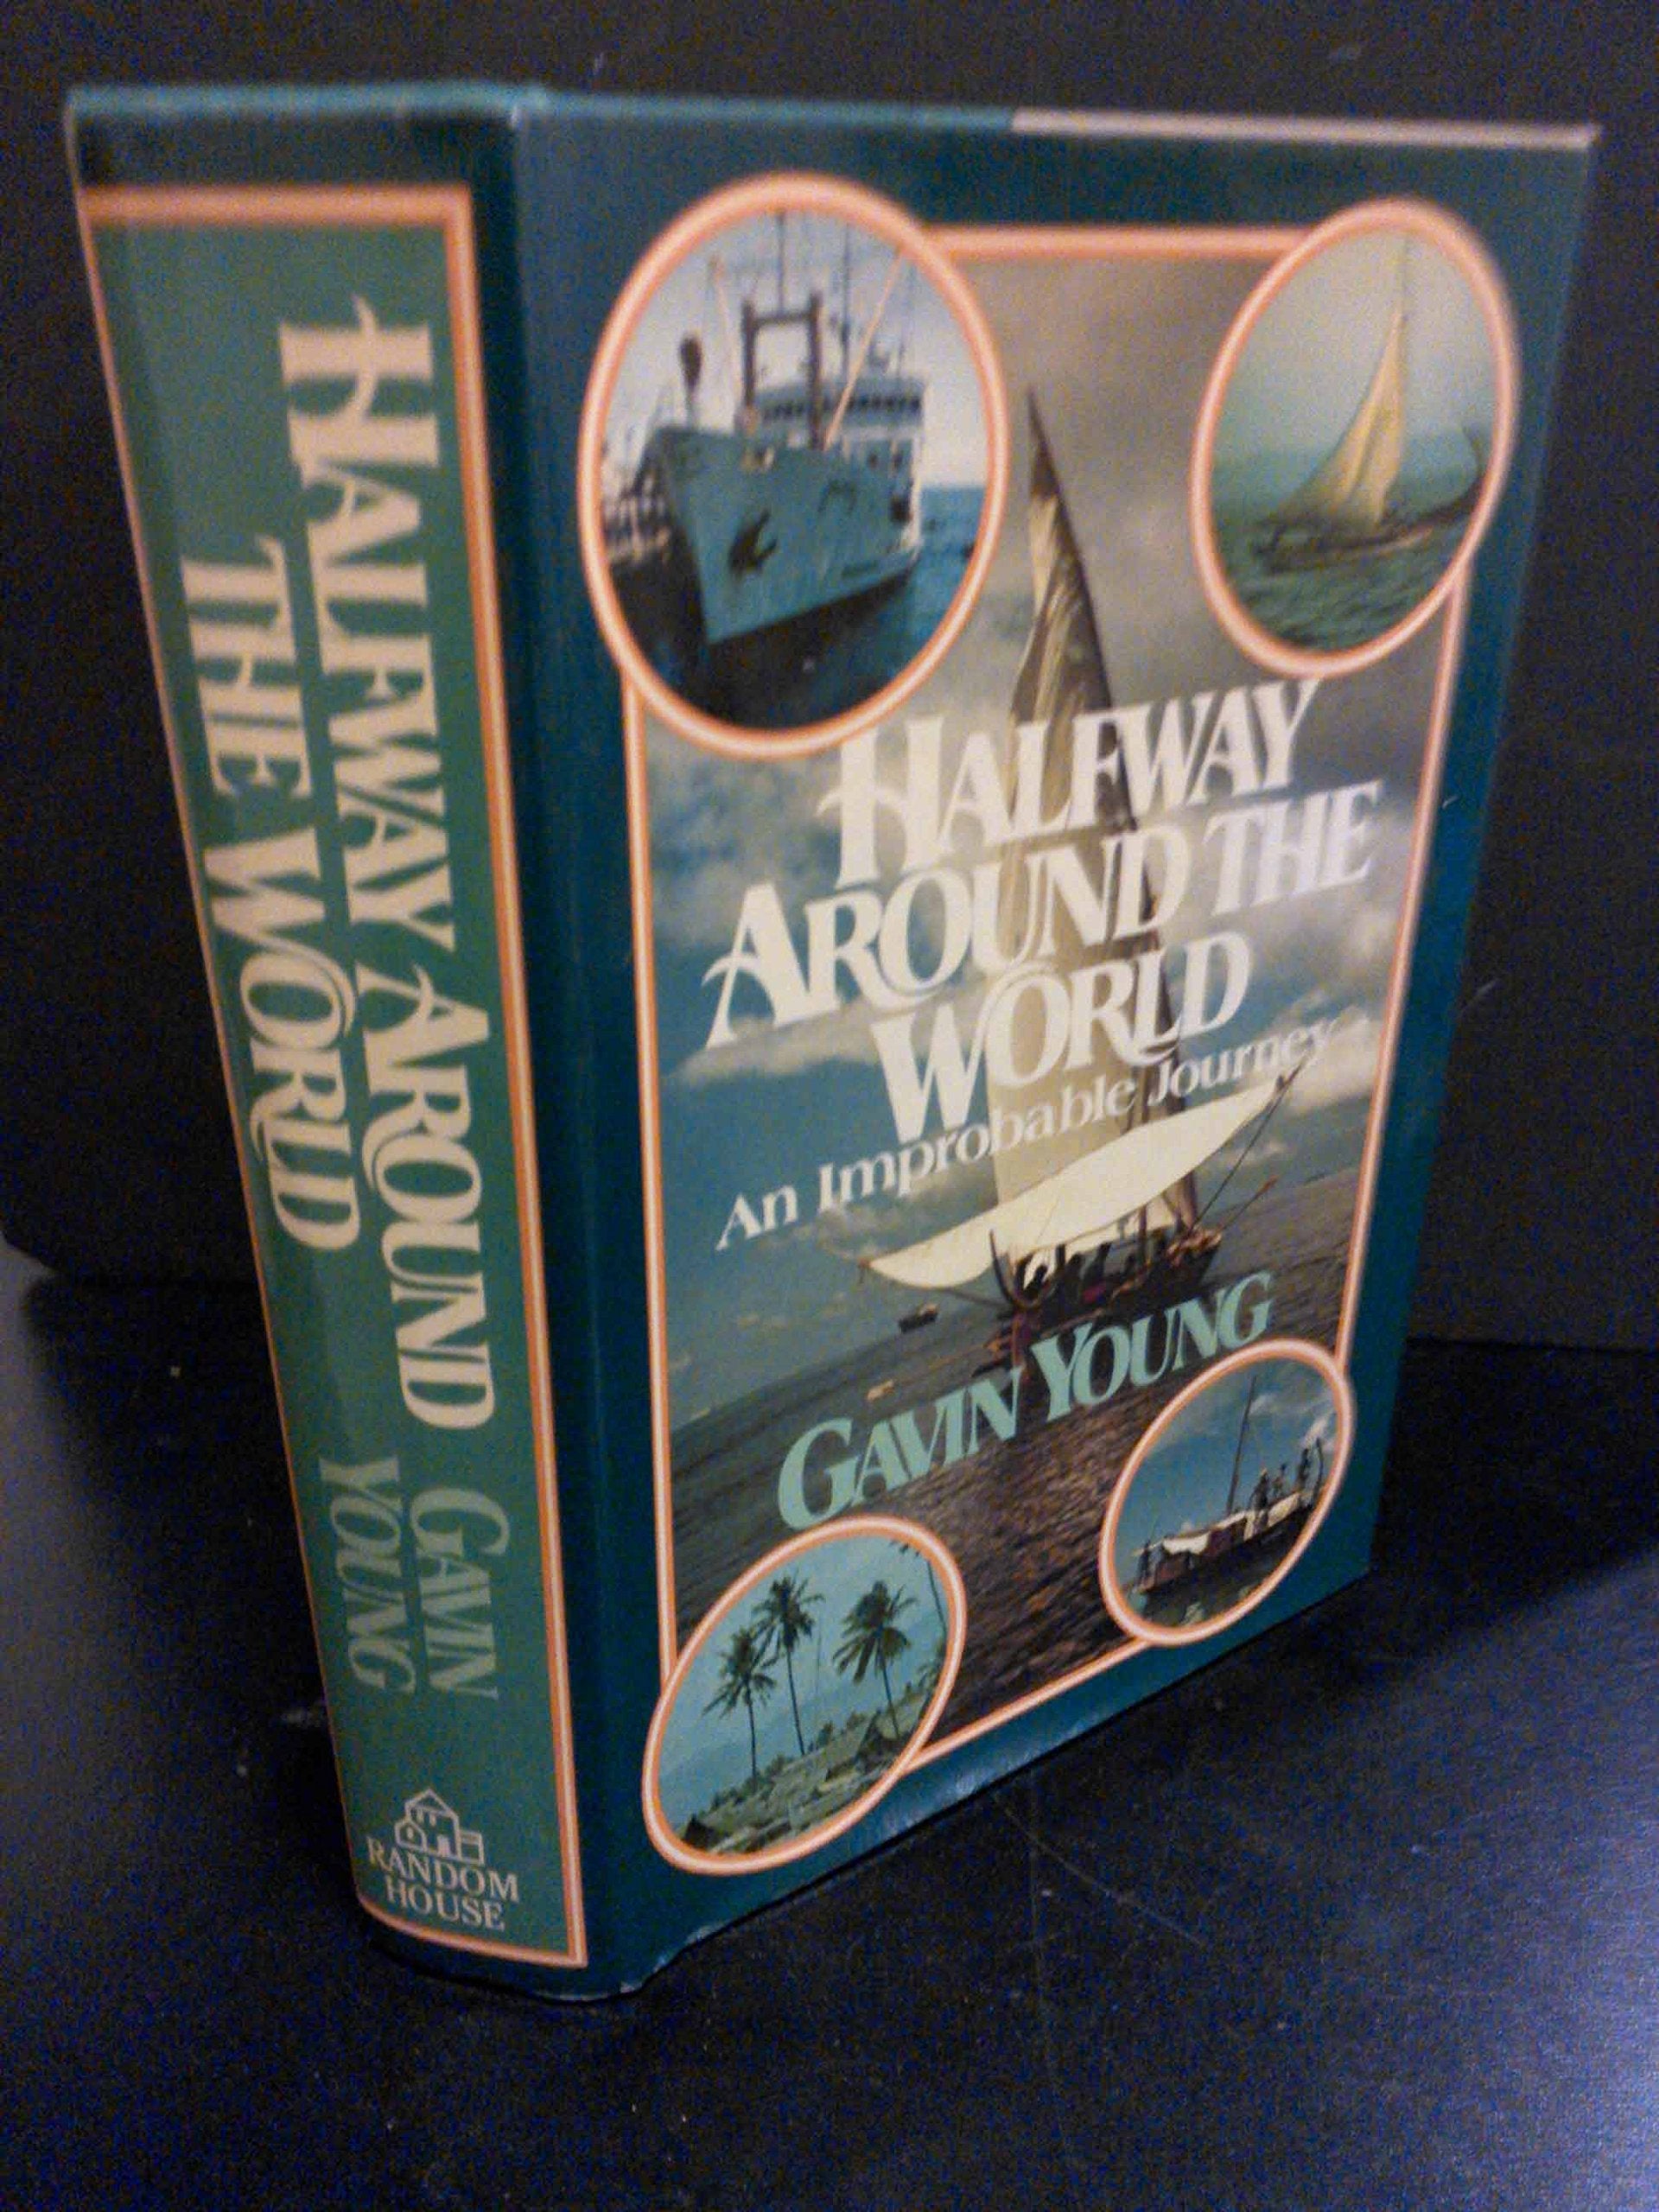 HALFWAY AROUND
THE WORLD
GAVIN
YOUNG
RANDOM
HOUSE
HALFWAY
AROUND THE
WORLD
An Improbable Journey
GAVIN YOUNG